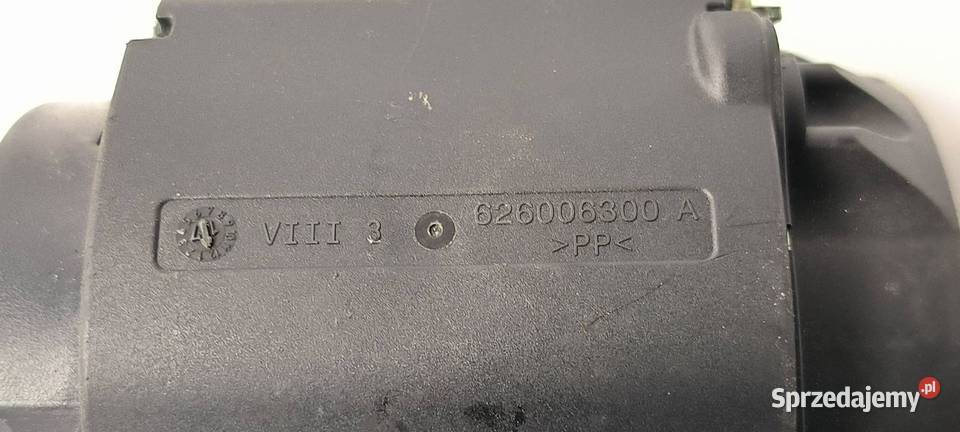 VIII 3
626006300 A
>PP<
Sprzedajemy.pl